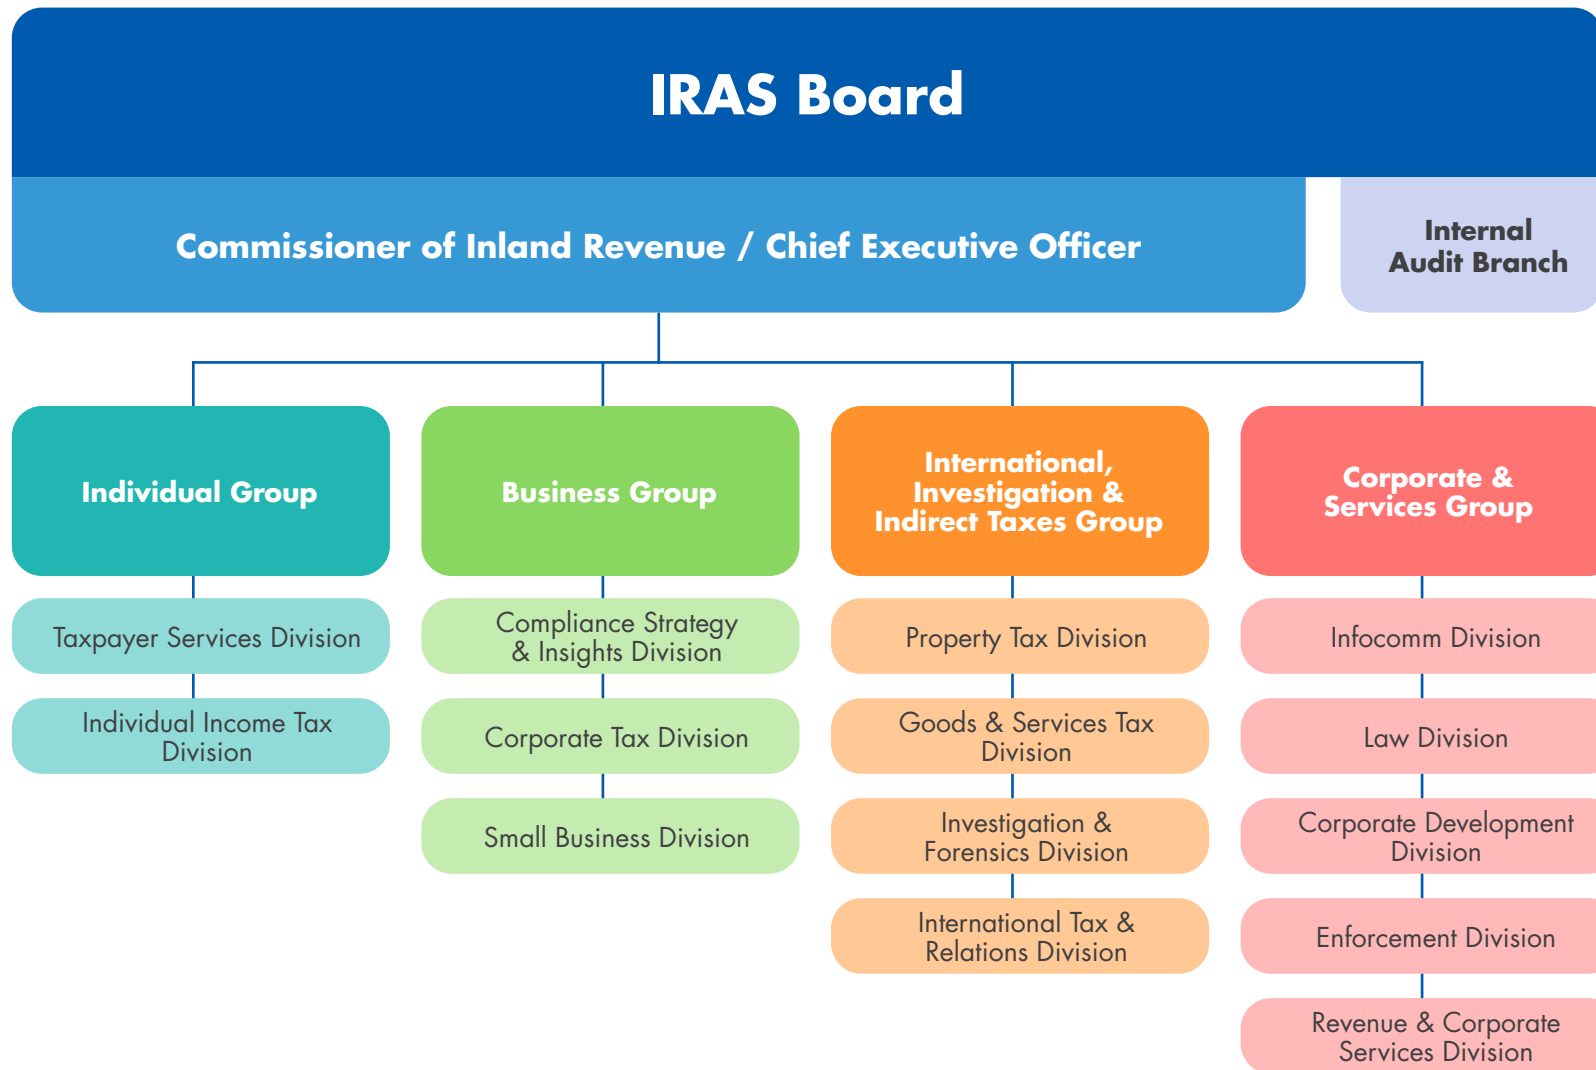 IRAS Board
Commissioner of Inland Revenue / Chief Executive Officer
Internal
Audit Branch
Individual Group
Business Group
International,
Investigation &
Indirect Taxes Group
Corporate &
Services Group
Taxpayer Services Division
Individual Income Tax
Division
Compliance Strategy
& Insights Division
Corporate Tax Division
Small Business Division
Property Tax Division
Goods & Services Tax
Division
Investigation &
Forensics Division
International Tax &
Relations Division
Infocomm Division
Law Division
Corporate Development
Division
Enforcement Division
Revenue & Corporate
Services Division